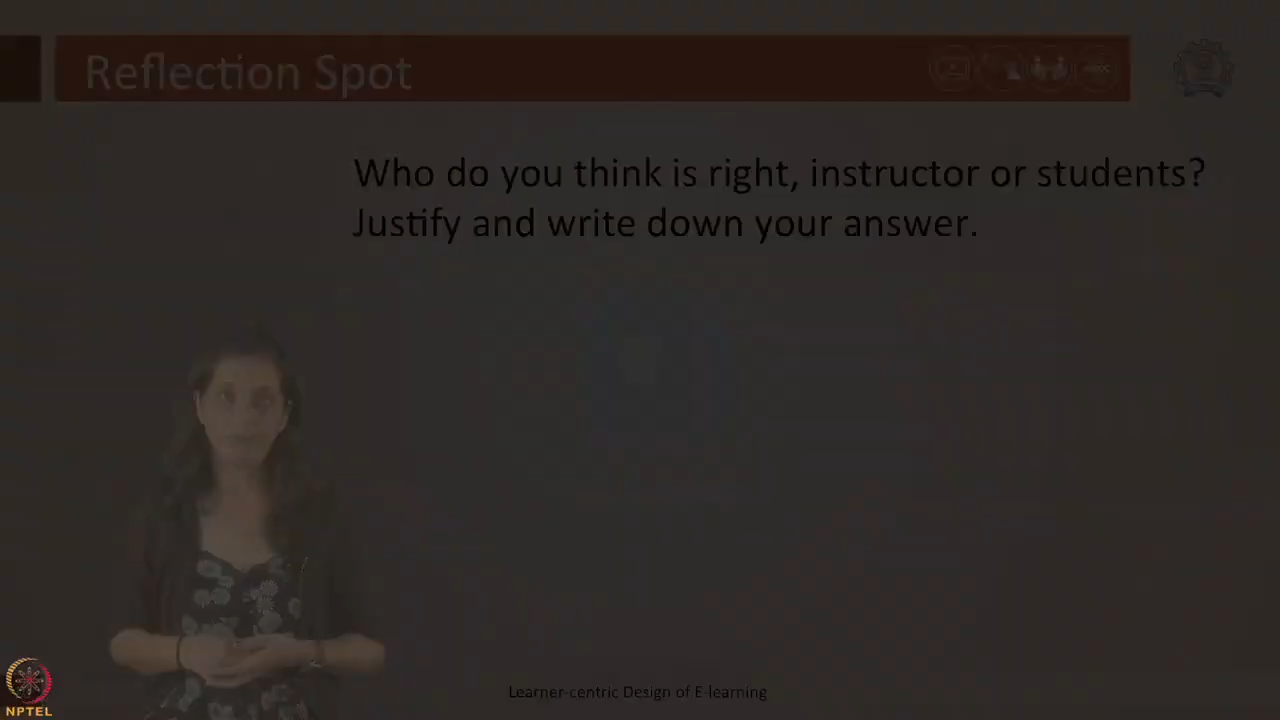 Reflection Spot
Who do you think is right, instructor or students?
Justify and write down your answer.
Learner-centric Design of E-learning
NPTEL